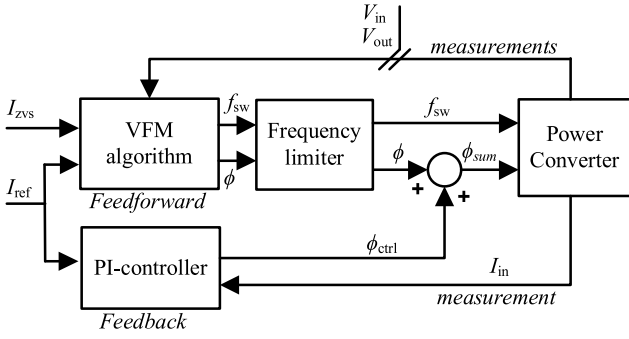 V_in
V_out
measurements
I_zvs
VFM
algorithm
f_sw
ϕ
Frequency
limiter
f_sw
ϕ
+
+
ϕ_sum
Power
Converter
I_ref
Feedforward
PI-controller
ϕ_ctrl
I_in
measurement
Feedback